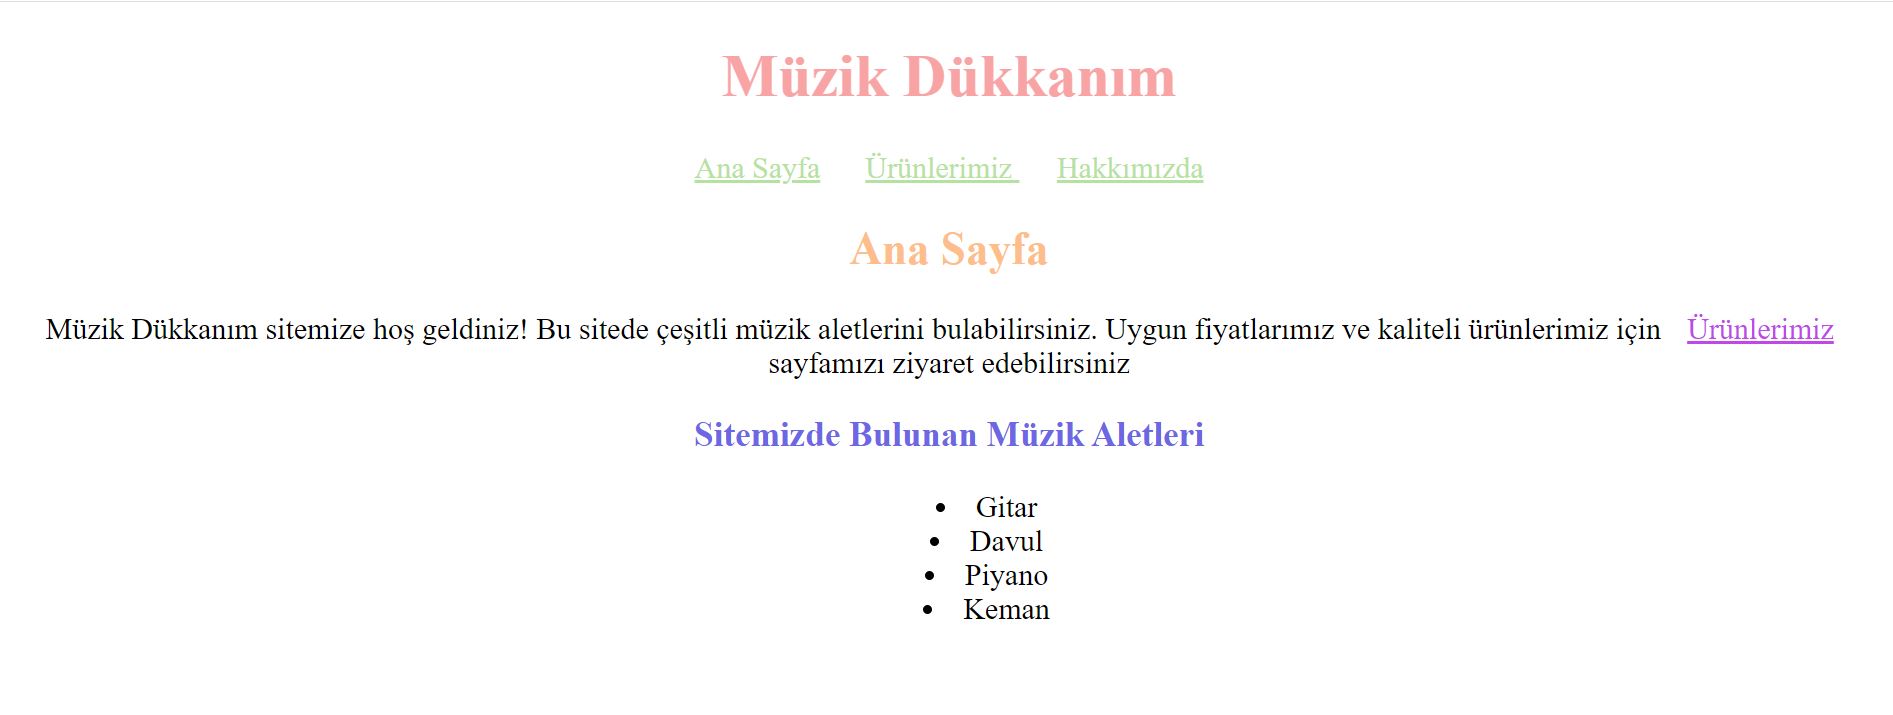 Müzik Dükkanım
Ana Sayfa Ürünlerimiz Hakkımızda
Ana Sayfa
Müzik Dükkanım sitemize hoş geldiniz! Bu sitede çeşitli müzik aletlerini bulabilirsiniz. Uygun fiyatlarımız ve kaliteli ürünlerimiz için Ürünlerimiz
sayfamızı ziyaret edebilirsiniz
Sitemizde Bulunan Müzik Aletleri
• Gitar
• Davul
• Piyano
• Keman